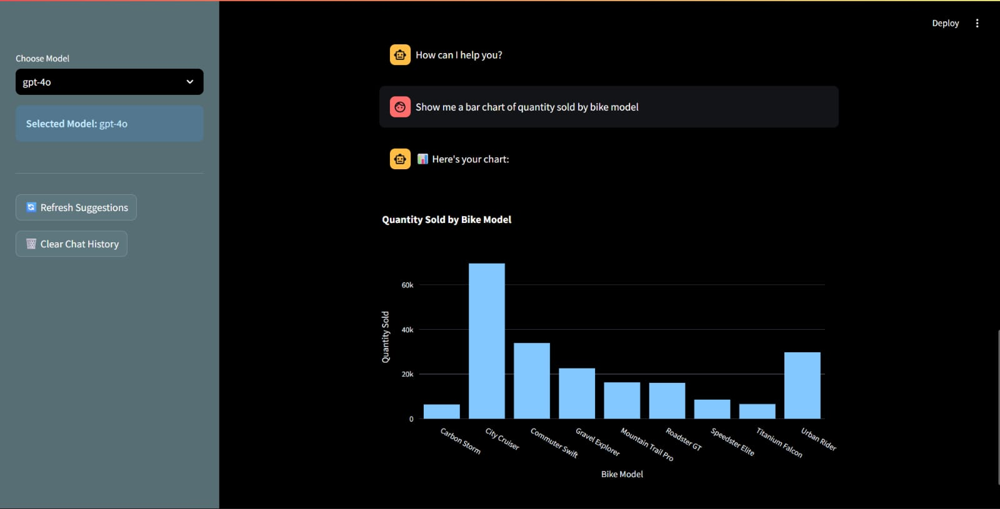 Deploy
Choose Model
gpt-4o
Selected Model: gpt-4o
Refresh Suggestions
Clear Chat History
How can I help you?
Show me a bar chart of quantity sold by bike model
Here's your chart:
Quantity Sold by Bike Model
Quantity Sold
60k
40k
20k
0
Carbon Storm
City Cruiser
Commuter Swift
Gravel Explorer
Mountain Trail Pro
Roadster GT
Speedster Elite
Titanium Falcon
Urban Rider
Bike Model